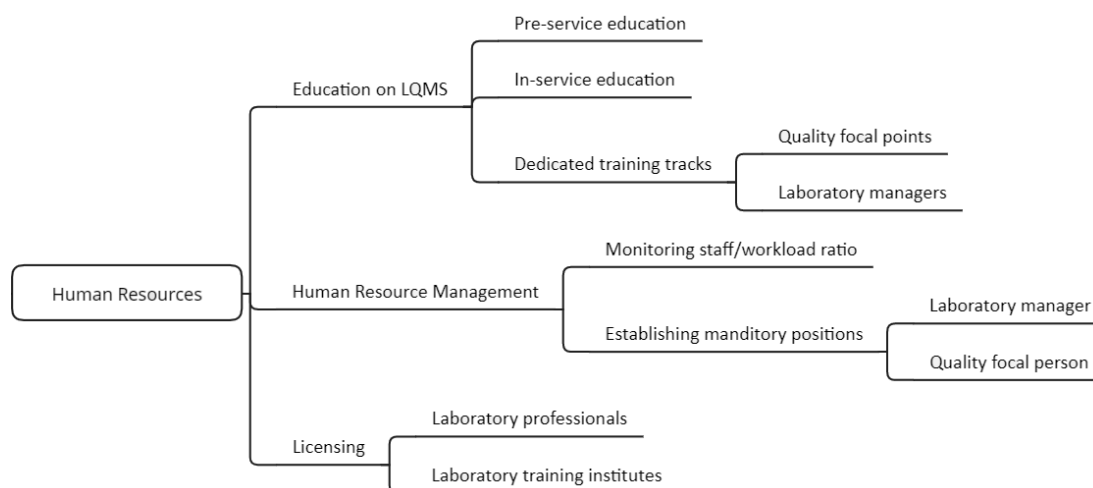 Human Resources
Education on LQMS
Pre-service education
In-service education
Dedicated training tracks
Quality focal points
Laboratory managers
Human Resource Management
Monitoring staff/workload ratio
Establishing manditory positions
Laboratory manager
Quality focal person
Licensing
Laboratory professionals
Laboratory training institutes